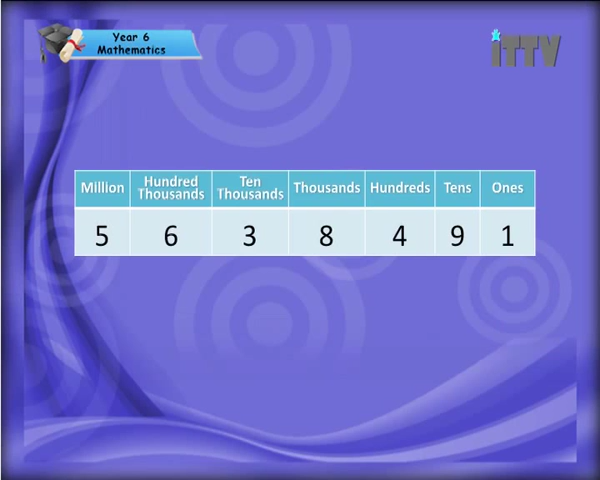 Year 6
Mathematics
iTTV
Million Hundred Thousands Ten Thousands Thousands Hundreds Tens Ones
5 6 3 8 4 9 1